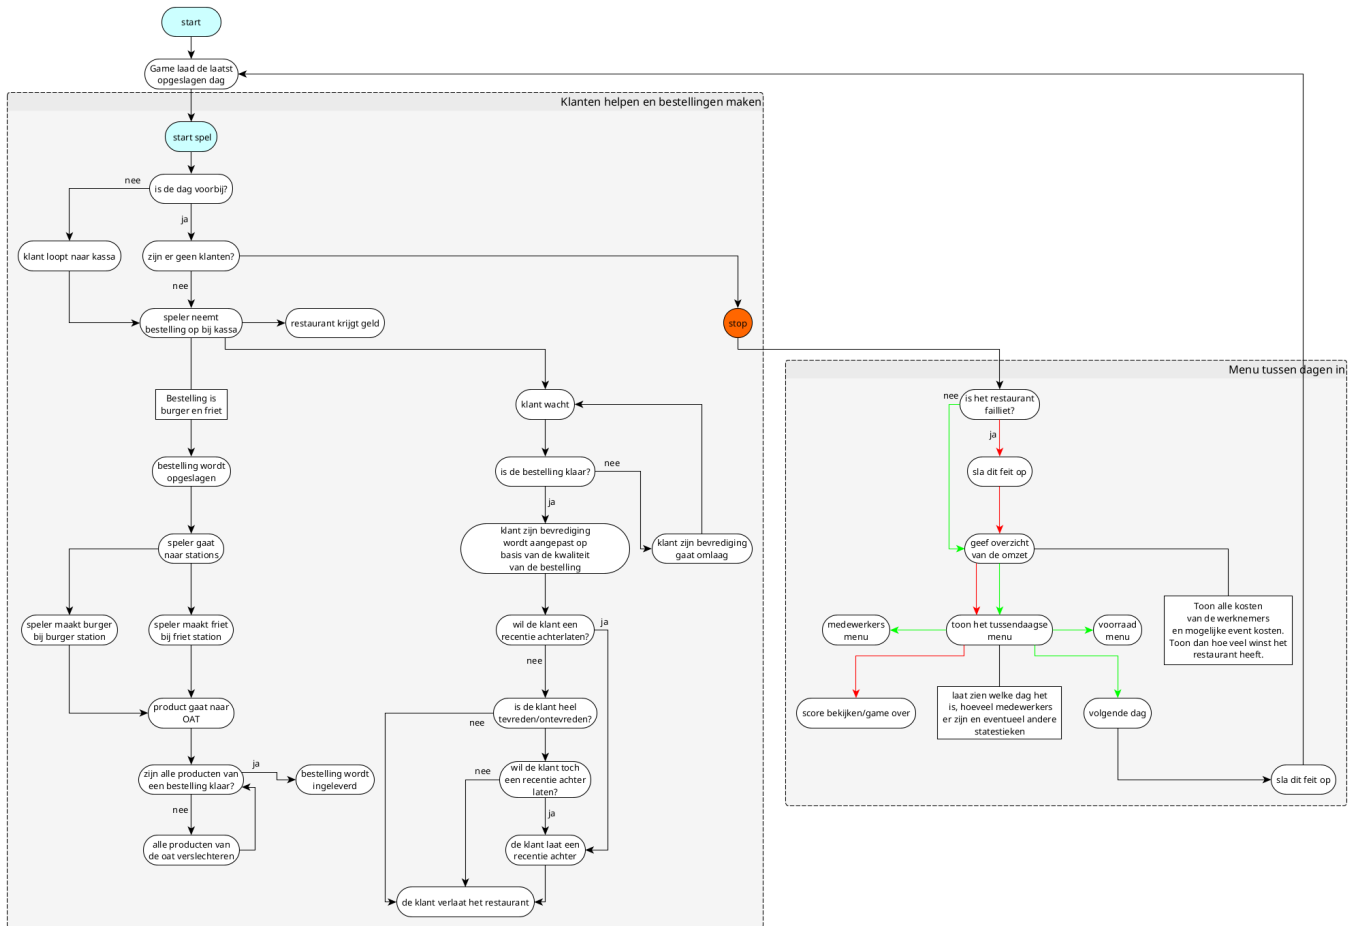 start
Game laad de laatst
opgeslagen dag
Klanten helpen en bestellingen maken
start spel
is de dag voorbij?
nee
ja
klant loopt naar kassa
zijn er geen klanten?
nee
speler neemt
bestelling op bij kassa
restaurant krijgt geld
stop
Bestelling is
burger en friet
bestelling wordt
opgeslagen
speler gaat
naar stations
speler maakt burger
bij burger station
speler maakt friet
bij friet station
product gaat naar
OAT
zijn alle producten van
een bestelling klaar?
ja
bestelling wordt
ingeleverd
nee
alle producten van
de oat verslechteren
klant wacht
is de bestelling klaar?
nee
ja
klant zijn bevrediging
wordt aangepast op
basis van de kwaliteit
van de bestelling
klant zijn bevrediging
gaat omlaag
wil de klant een
recentie achterlaten?
ja
nee
is de klant heel
tevreden/ontevreden?
nee
wil de klant toch
een recentie achter
laten?
nee
ja
de klant laat een
recentie achter
de klant verlaat het restaurant
Menu tussen dagen in
is het restaurant
failliet?
nee
ja
sla dit feit op
geef overzicht
van de omzet
Toon alle kosten
van de werknemers
en mogelijke event kosten.
Toon dan hoe veel winst het
restaurant heeft.
medewerkers
menu
toon het tussendaagse
menu
voorraad
menu
score bekijken/game over
laat zien welke dag het
is, hoeveel medewerkers
er zijn en eventueel andere
statestieken
volgende dag
sla dit feit op